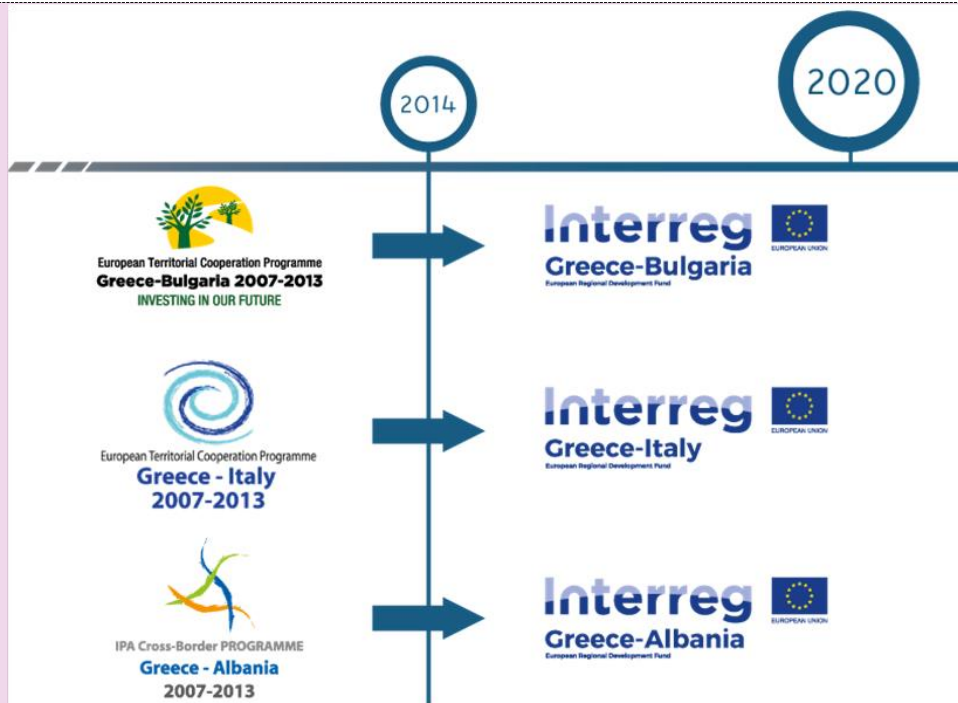 2014
2020
European Territorial Cooperation Programme
Greece-Bulgaria 2007-2013
INVESTING IN OUR FUTURE
Interreg
EUROPEAN UNION
Greece-Bulgaria
European Regional Development Fund
European Territorial Cooperation Programme
Greece - Italy
2007-2013
Interreg
EUROPEAN UNION
Greece-Italy
European Regional Development Fund
IPA Cross-Border PROGRAMME
Greece - Albania
2007-2013
Interreg
EUROPEAN UNION
Greece-Albania
European Regional Development Fund